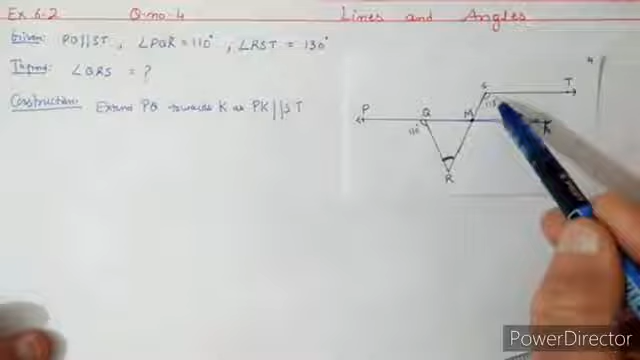 Ex 6.2 Q.no. 4 Lines and Angles
Given: PQ||ST, ∠PQR = 110°, ∠RST = 130°
To find: ∠QRS = ?
Construction: Extend PQ towards K as PK||ST
4
S T
P Q M K
110°
R
PowerDirector